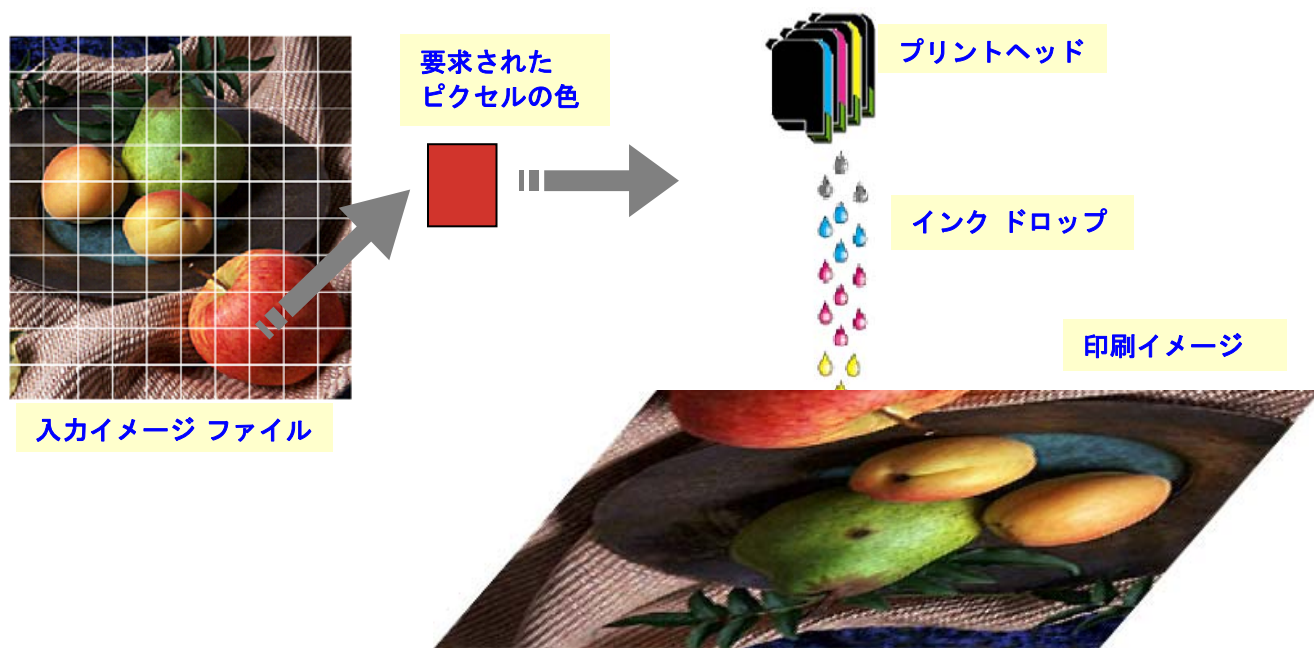 要求された
ピクセルの色
プリントヘッド
インク ドロップ
印刷イメージ
入力イメージ ファイル